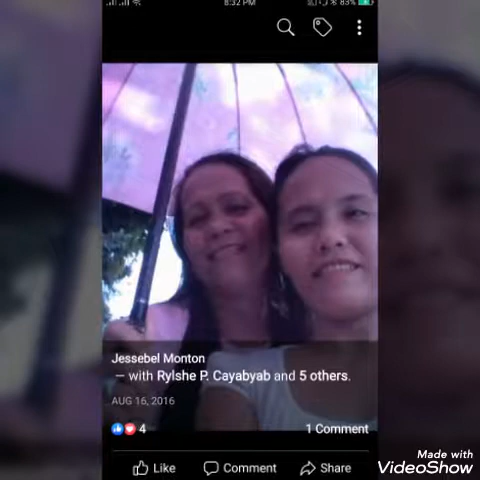 8:32 PM
83%
Jessebel Monton
— with Rylshe P. Cayabyab and 5 others.
AUG 16, 2016
4
1 Comment
Like
Comment
Share
Made with
VideoShow